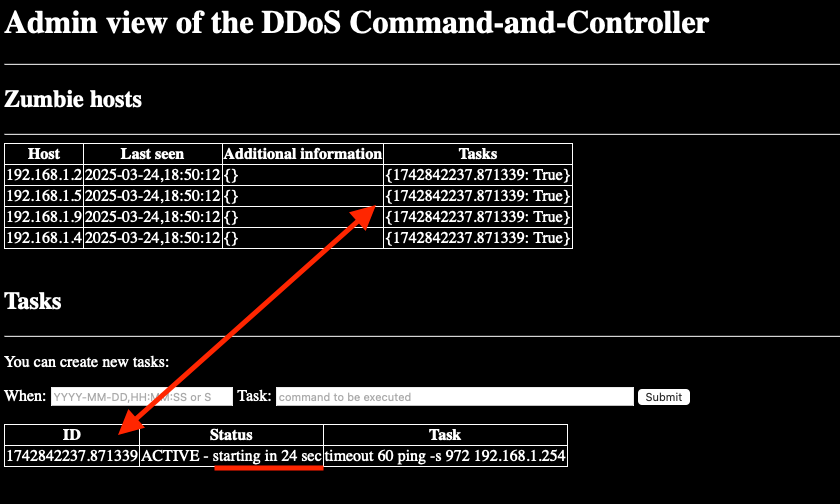 Admin view of the DDoS Command-and-Controller
Zumbie hosts
Host Last seen Additional information Tasks
192.168.1.2 2025-03-24,18:50:12 {} {1742842237.871339: True}
192.168.1.5 2025-03-24,18:50:12 {} {1742842237.871339: True}
192.168.1.9 2025-03-24,18:50:12 {} {1742842237.871339: True}
192.168.1.4 2025-03-24,18:50:12 {} {1742842237.871339: True}
Tasks
You can create new tasks:
When: YYYY-MM-DD,HH:MM:SS or S Task: command to be executed Submit
ID Status Task
1742842237.871339 ACTIVE - starting in 24 sec timeout 60 ping -s 972 192.168.1.254